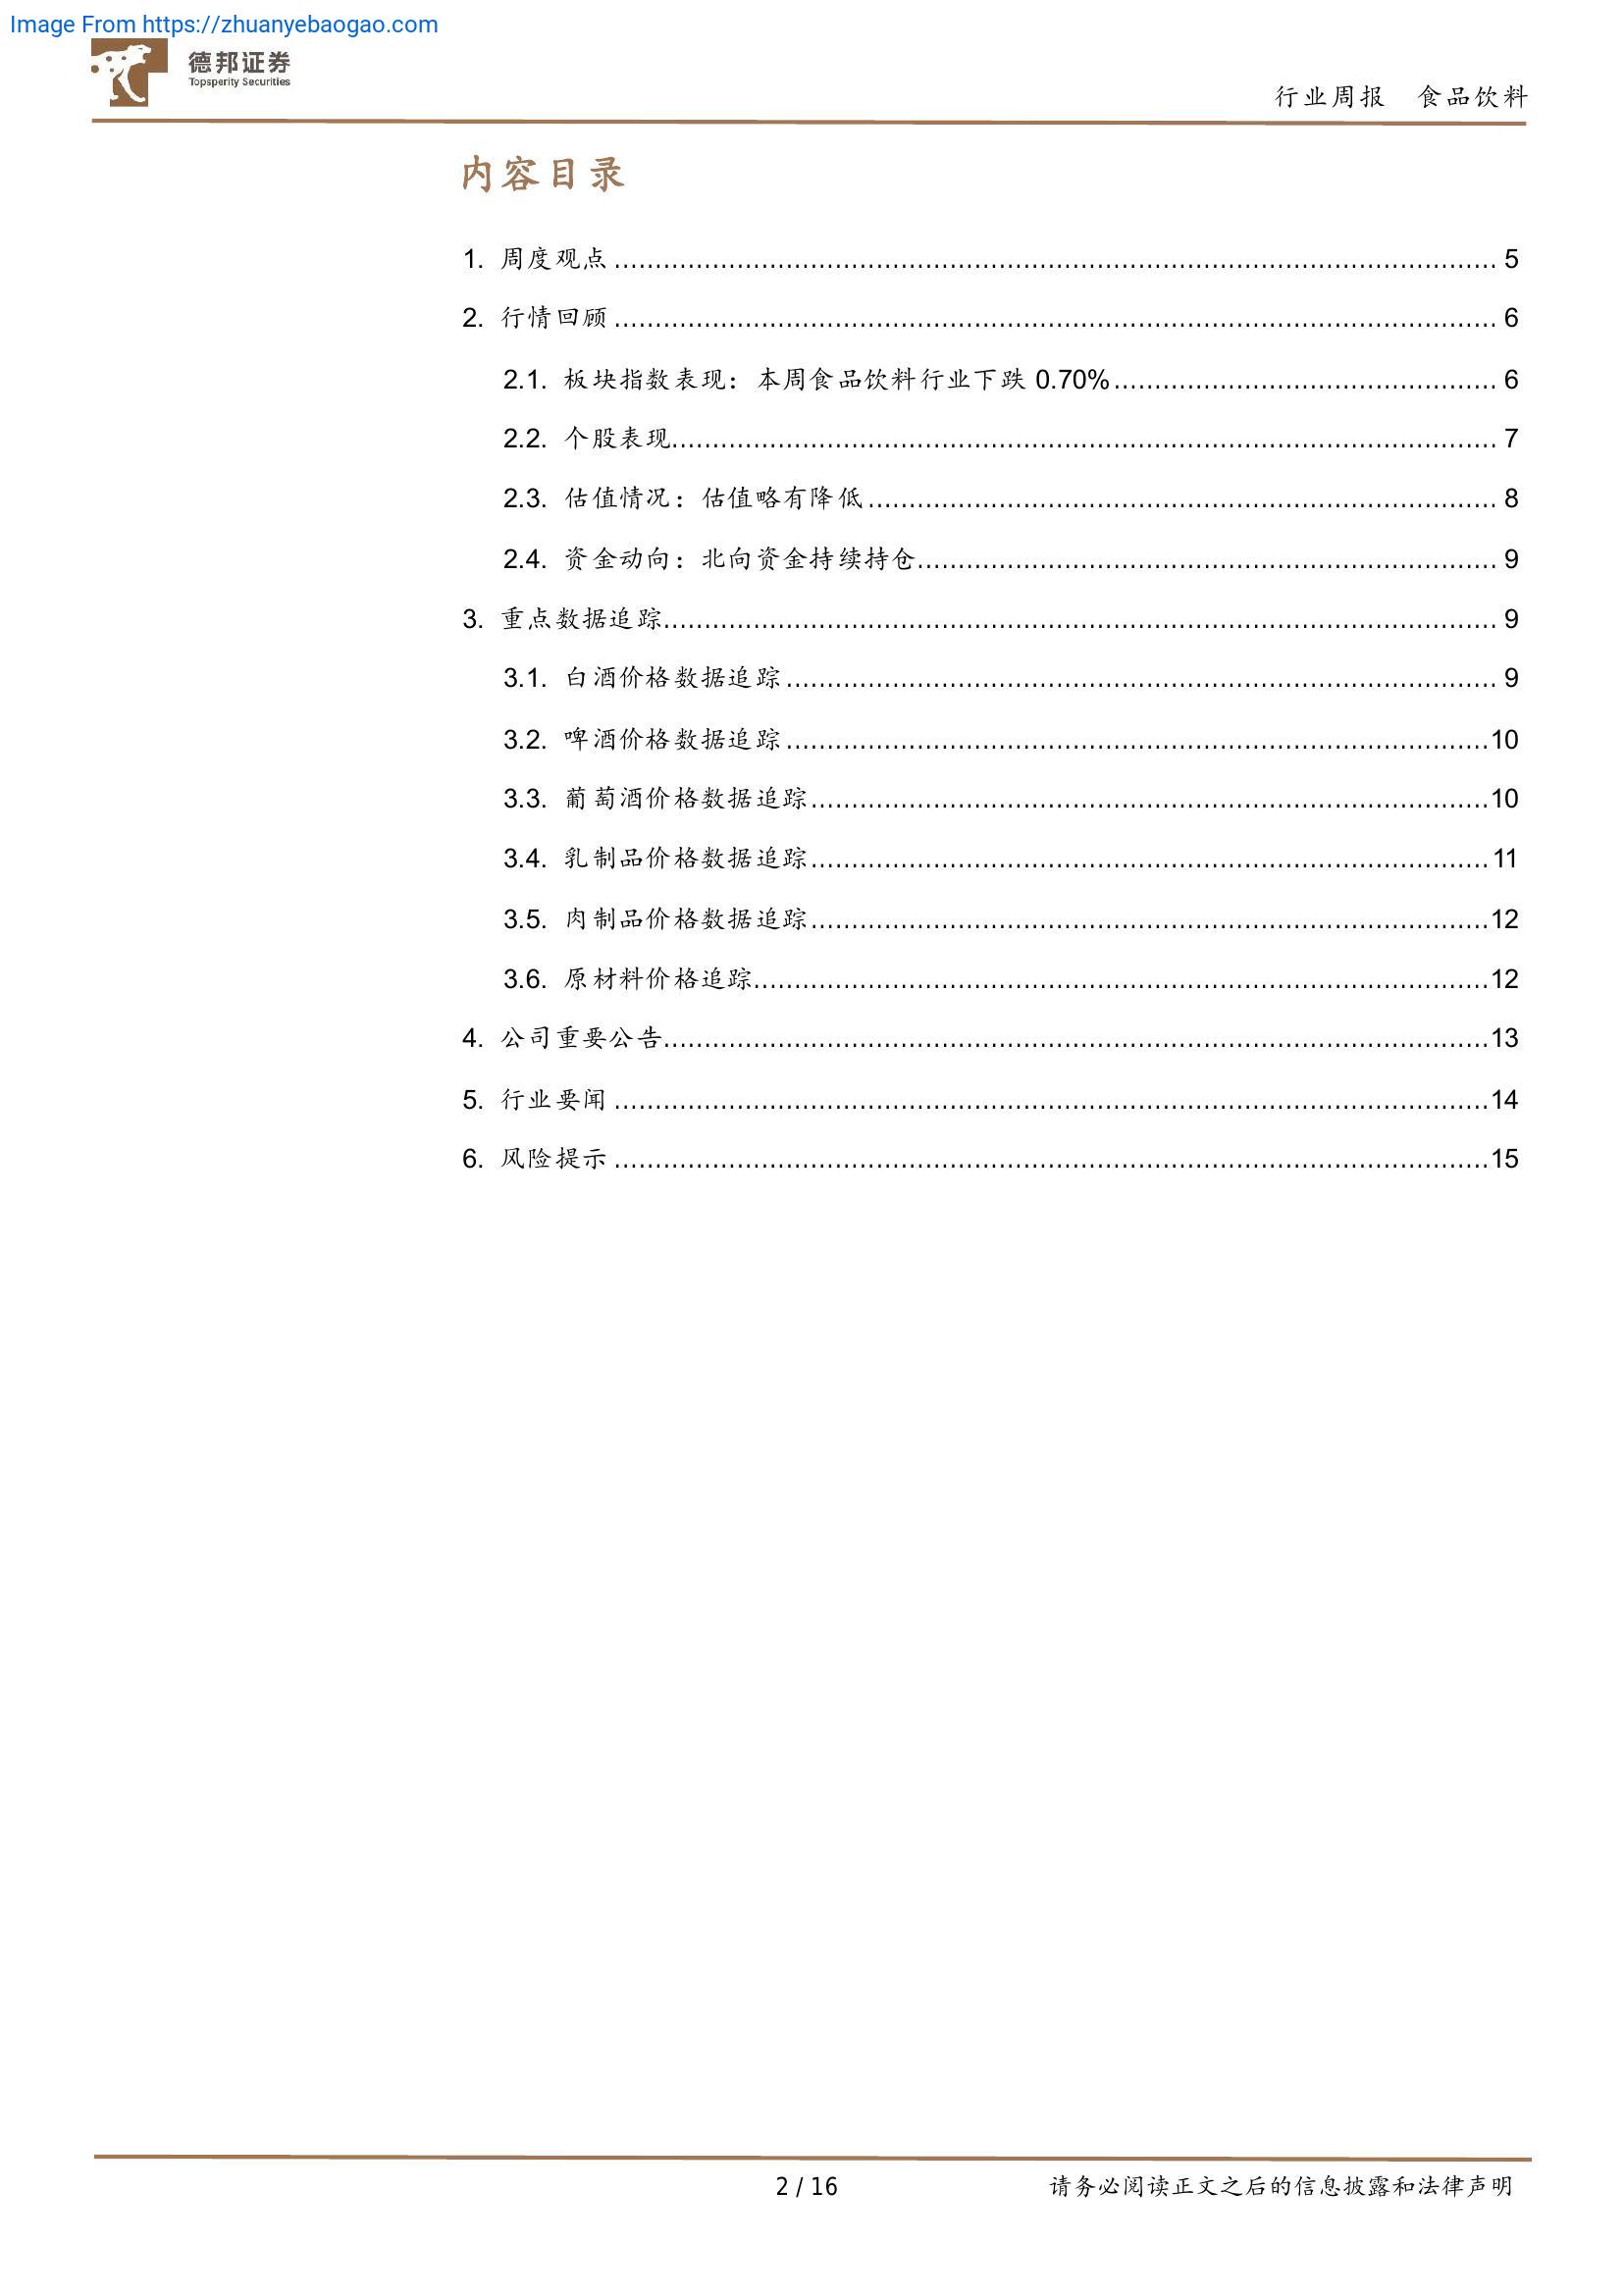 Image From https://zhuanyebaogao.com
德邦证券
Topsperity Securities
行业周报 食品饮料
内容目录
1. 周度观点 ........................................ 5
2. 行情回顾 ........................................ 6
2.1. 板块指数表现：本周食品饮料行业下跌 0.70% ........................................ 6
2.2. 个股表现 ........................................ 7
2.3. 估值情况：估值略有降低 ........................................ 8
2.4. 资金动向：北向资金持续持仓 ........................................ 9
3. 重点数据追踪 ........................................ 9
3.1. 白酒价格数据追踪 ........................................ 9
3.2. 啤酒价格数据追踪 ........................................ 10
3.3. 葡萄酒价格数据追踪 ........................................ 10
3.4. 乳制品价格数据追踪 ........................................ 11
3.5. 肉制品价格数据追踪 ........................................ 12
3.6. 原材料价格追踪 ........................................ 12
4. 公司重要公告 ........................................ 13
5. 行业要闻 ........................................ 14
6. 风险提示 ........................................ 15
2 / 16 请务必阅读正文之后的信息披露和法律声明